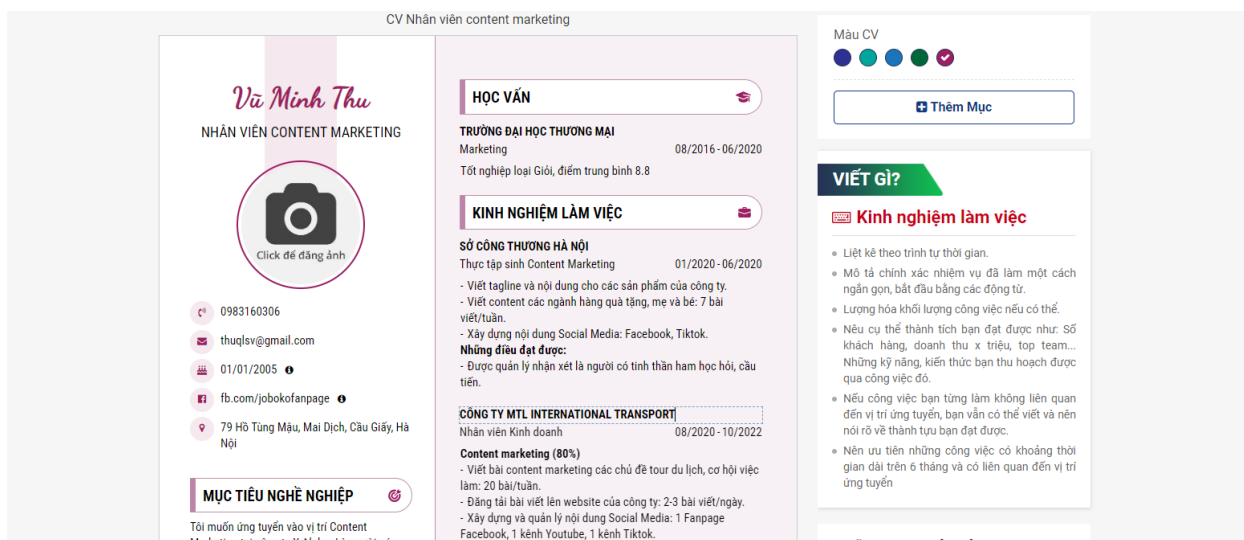 CV Nhân viên content marketing
Vũ Minh Thu
NHÂN VIÊN CONTENT MARKETING
Click để đăng ảnh
0983160306
thuqlsv@gmail.com
01/01/2005
fb.com/jobokofanpage
79 Hồ Tùng Mậu, Mai Dịch, Cầu Giấy, Hà
Nội
MỤC TIÊU NGHỀ NGHIỆP
Tôi muốn ứng tuyển vào vị trí Content
HỌC VẤN
TRƯỜNG ĐẠI HỌC THƯƠNG MẠI
Marketing 08/2016 - 06/2020
Tốt nghiệp loại Giỏi, điểm trung bình 8.8
KINH NGHIỆM LÀM VIỆC
SỞ CÔNG THƯƠNG HÀ NỘI
Thực tập sinh Content Marketing 01/2020 - 06/2020
- Viết tagline và nội dung cho các sản phẩm của công ty.
- Viết content các ngành hàng quà tặng, mẹ và bé: 7 bài
viết/tuần.
- Xây dựng nội dung Social Media: Facebook, Tiktok.
Những điều đạt được:
- Được quản lý nhận xét là người có tinh thần ham học hỏi, cầu
tiến.
CÔNG TY MTL INTERNATIONAL TRANSPORT
Nhân viên Kinh doanh 08/2020 - 10/2022
Content marketing (80%)
- Viết bài content marketing các chủ đề tour du lịch, cơ hội việc
làm: 20 bài/tuần.
- Đăng tải bài viết lên website của công ty: 2-3 bài viết/ngày.
- Xây dựng và quản lý nội dung Social Media: 1 Fanpage
Facebook, 1 kênh Youtube, 1 kênh Tiktok.
Màu CV
Thêm Mục
VIẾT GÌ?
Kinh nghiệm làm việc
Liệt kê theo trình tự thời gian.
Mô tả chính xác nhiệm vụ đã làm một cách
ngắn gọn, bắt đầu bằng các động từ.
Lượng hóa khối lượng công việc nếu có thể.
Nêu cụ thể thành tích bạn đạt được như: Số
khách hàng, doanh thu x triệu, top team...
Những kỹ năng, kiến thức bạn thu hoạch được
qua công việc đó.
Nếu công việc bạn từng làm không liên quan
đến vị trí ứng tuyển, bạn vẫn có thể viết và nên
nói rõ về thành tựu bạn đạt được.
Nên ưu tiên những công việc có khoảng thời
gian dài trên 6 tháng và có liên quan đến vị trí
ứng tuyển